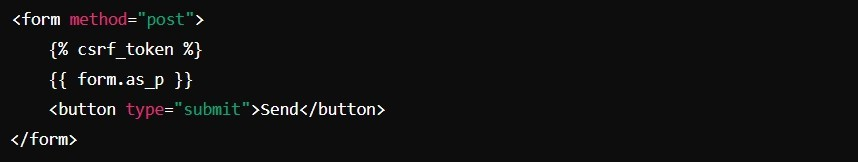 <form method="post">
    {% csrf_token %}
    {{ form.as_p }}
    <button type="submit">Send</button>
</form>